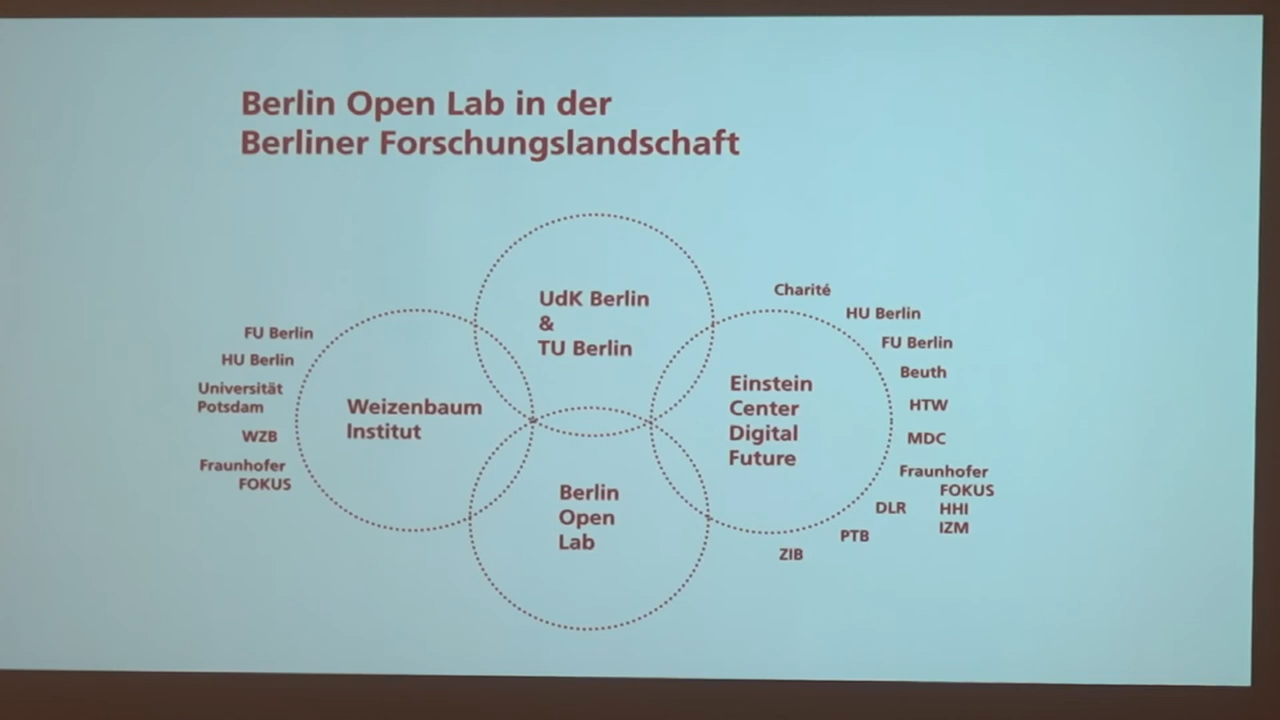 Berlin Open Lab in der
Berliner Forschungslandschaft
UdK Berlin
&
TU Berlin
FU Berlin
HU Berlin
Universität
Potsdam
WZB
Fraunhofer
FOKUS
Weizenbaum
Institut
Einstein
Center
Digital
Future
Charité
HU Berlin
FU Berlin
Beuth
HTW
MDC
Fraunhofer
FOKUS
HHI
IZM
DLR
PTB
ZIB
Berlin
Open
Lab